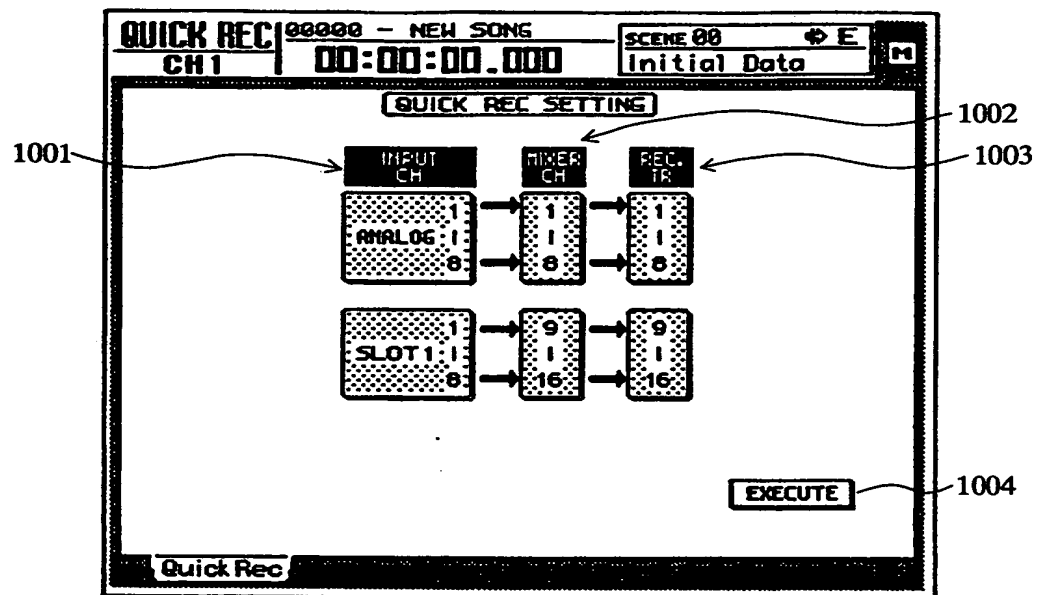 QUICK REC
CH1
00000 - NEW SONG
00:00:00.000
SCENE 00
E
Initial Data
M
QUICK REC SETTING
1001
1002
1003
INPUT
CH
MIXER
CH
REC.
TR
ANALOG
1
I
8
1
I
8
1
I
8
SLOT1
1
I
8
9
I
16
9
I
16
EXECUTE
1004
Quick Rec